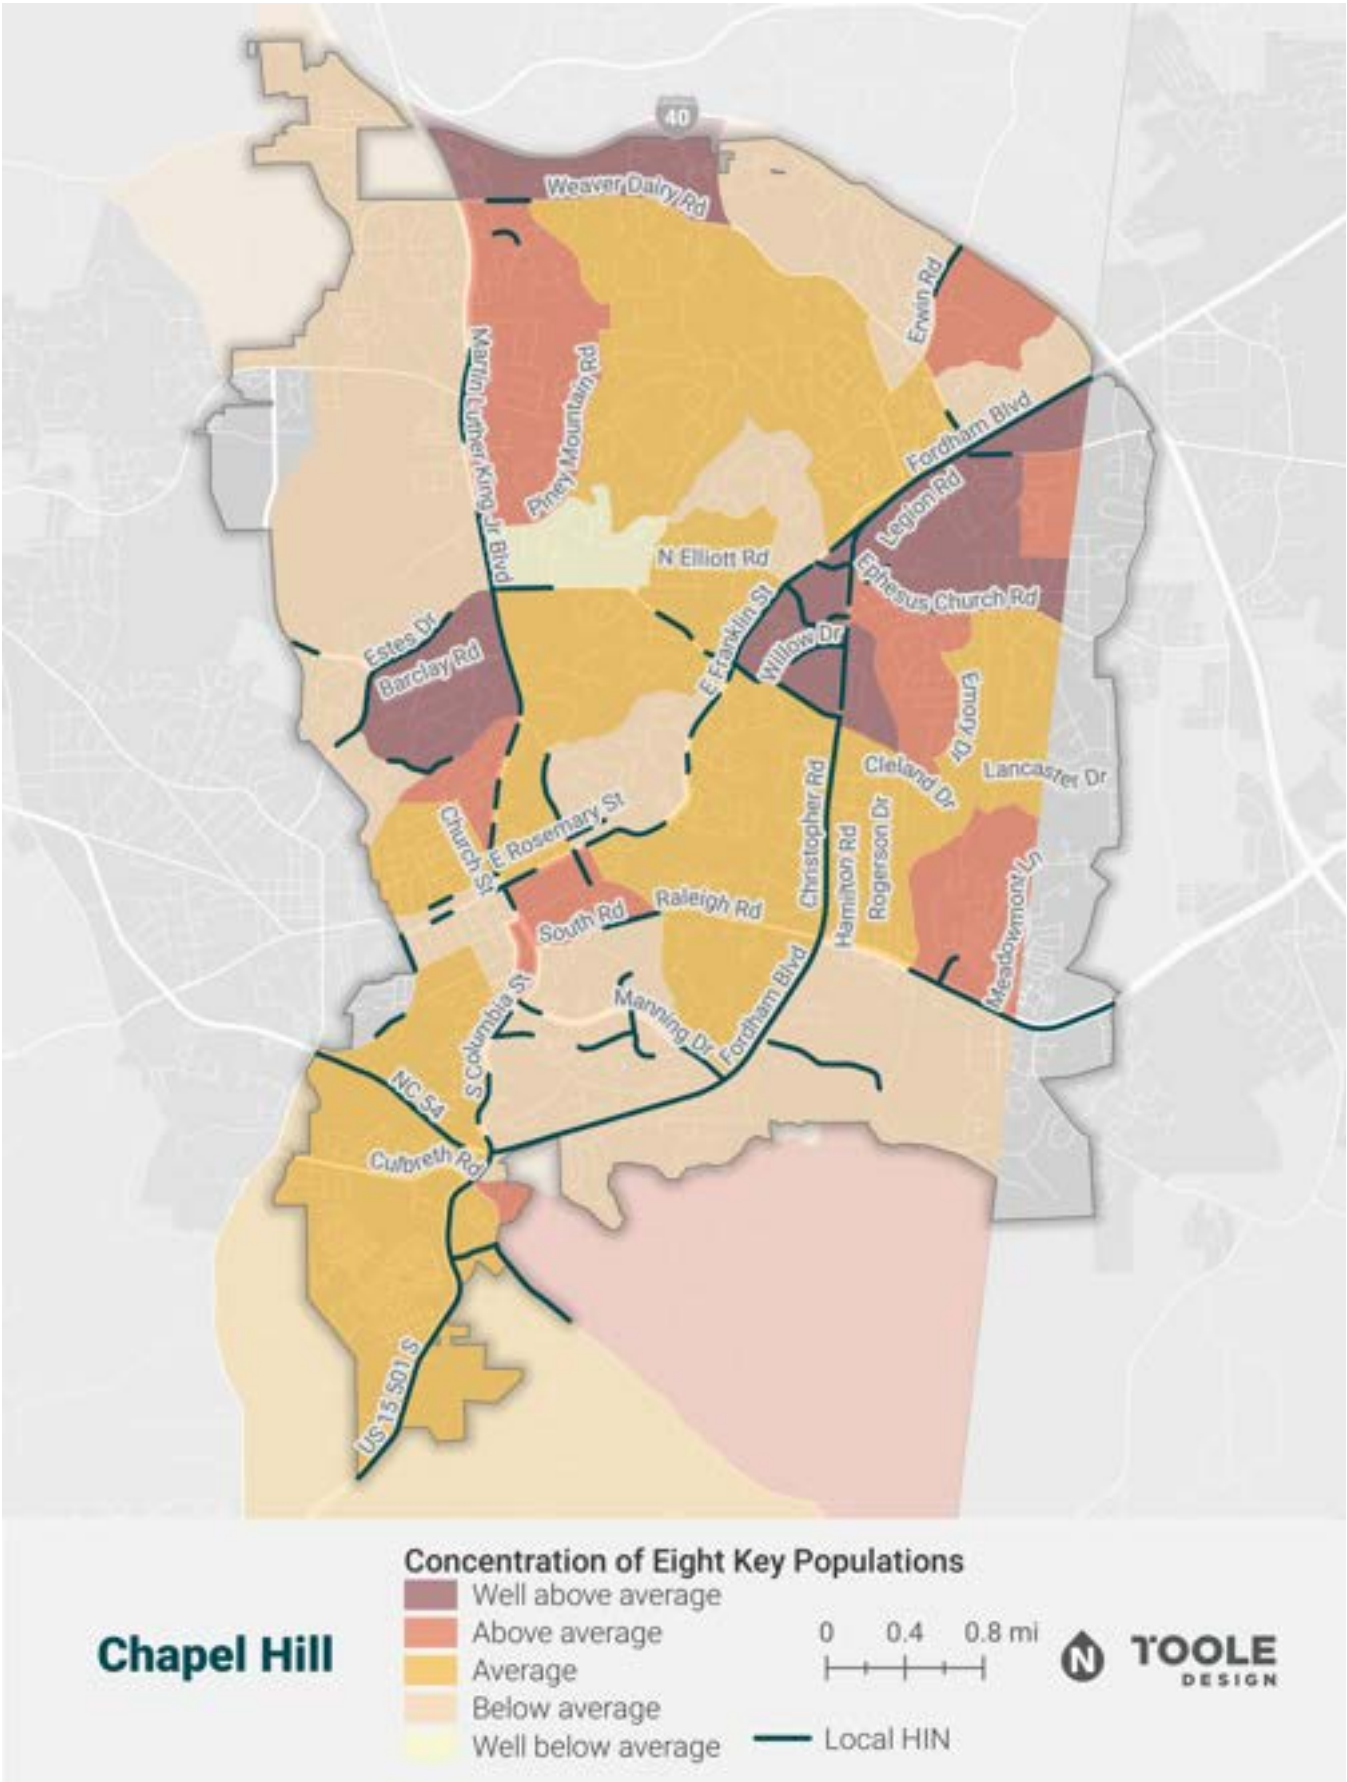 40
Weaver Dairy Rd
Erwin Rd
Martin Luther King Jr Blvd
Piney Mountain Rd
Fordham Blvd
Legion Rd
N Elliott Rd
Ephesus Church Rd
E Franklin St
Willow Dr
Estes Dr
Barclay Rd
Emory Dr
Cleland Dr
Lancaster Dr
Church St
E Rosemary St
Christopher Rd
Hamilton Rd
Rogerson Dr
Meadowmont Ln
South Rd
Raleigh Rd
Manning Dr
Fordham Blvd
S Columbia St
NC 54
Culbreth Rd
US 15 501 S
Concentration of Eight Key Populations
Well above average
Above average
Average
Below average
Well below average
Chapel Hill
0 0.4 0.8 mi
Local HIN
N
TOOLE
DESIGN